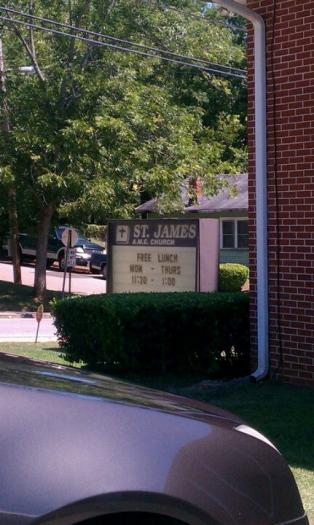 ST. JAMES
A.M.E. CHURCH
FREE LUNCH
MON - THURS
11:30 - 1:00